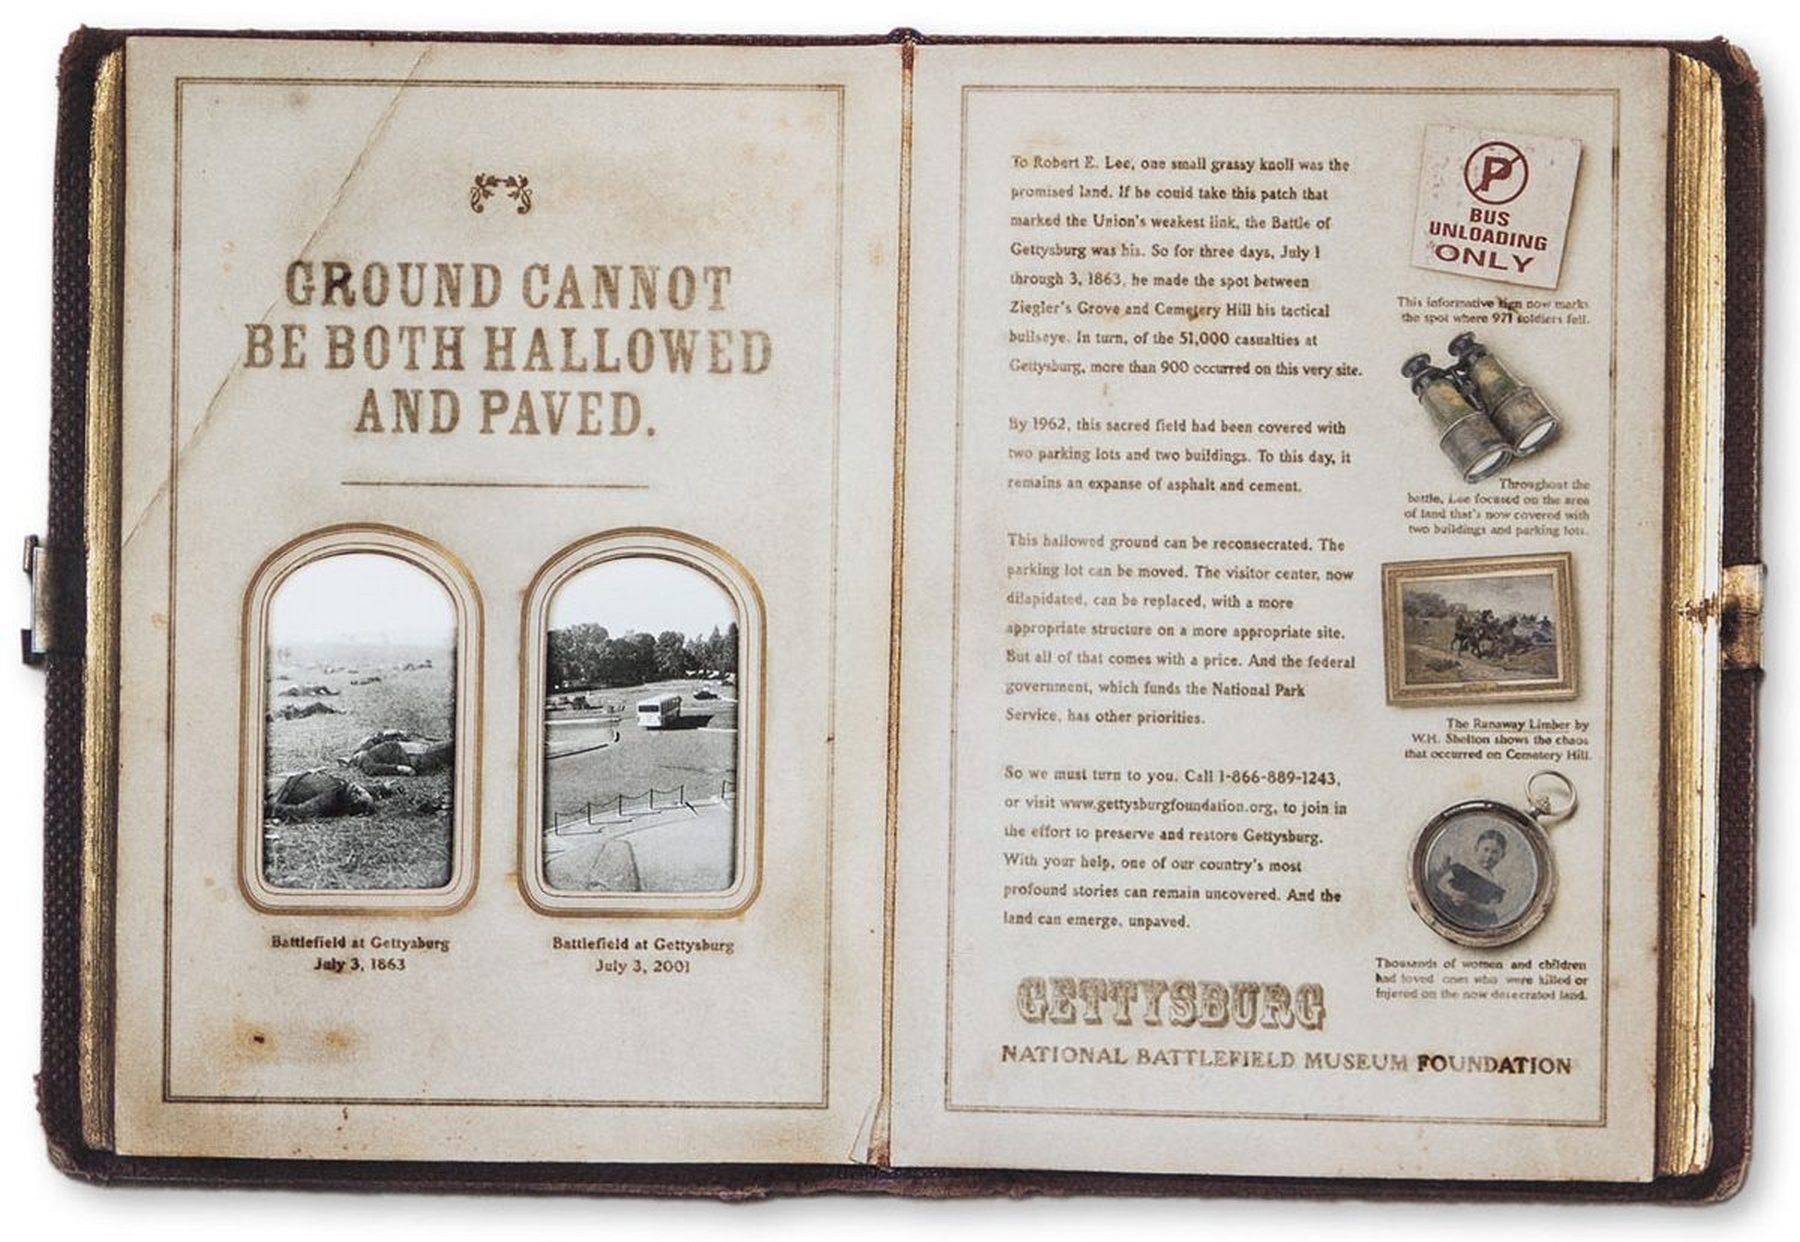 GROUND CANNOT
BE BOTH HALLOWED
AND PAVED.
Battlefield at Gettysburg
July 3, 1863
Battlefield at Gettysburg
July 3, 2001
To Robert E. Lee, one small grassy knoll was the
promised land. If he could take this patch that
marked the Union's weakest link, the Battle of
Gettysburg was his. So for three days, July 1
through 3, 1863, he made the spot between
Ziegler's Grove and Cemetery Hill his tactical
bullseye. In turn, of the 51,000 casualties at
Gettysburg, more than 900 occurred on this very site.
By 1962, this sacred field had been covered with
two parking lots and two buildings. To this day, it
remains an expanse of asphalt and cement.
This hallowed ground can be reconsecrated. The
parking lot can be moved. The visitor center, now
dilapidated, can be replaced, with a more
appropriate structure on a more appropriate site.
But all of that comes with a price. And the federal
government, which funds the National Park
Service, has other priorities.
So we must turn to you. Call 1-866-889-1243,
or visit www.gettysburgfoundation.org, to join in
the effort to preserve and restore Gettysburg.
With your help, one of our country's most
profound stories can remain uncovered. And the
land can emerge, unpaved.
GETTYSBURG
NATIONAL BATTLEFIELD MUSEUM FOUNDATION
P
BUS
UNLOADING
ONLY
This informative sign now marks
the spot where 971 soldiers fell.
Throughout the
battle, Lee focused on the area
of land that's now covered with
two buildings and parking lots.
The Runaway Limber by
W.H. Shelton shows the chaos
that occurred on Cemetery Hill.
Thousands of women and children
had loved ones who were killed or
injured on the now desecrated land.